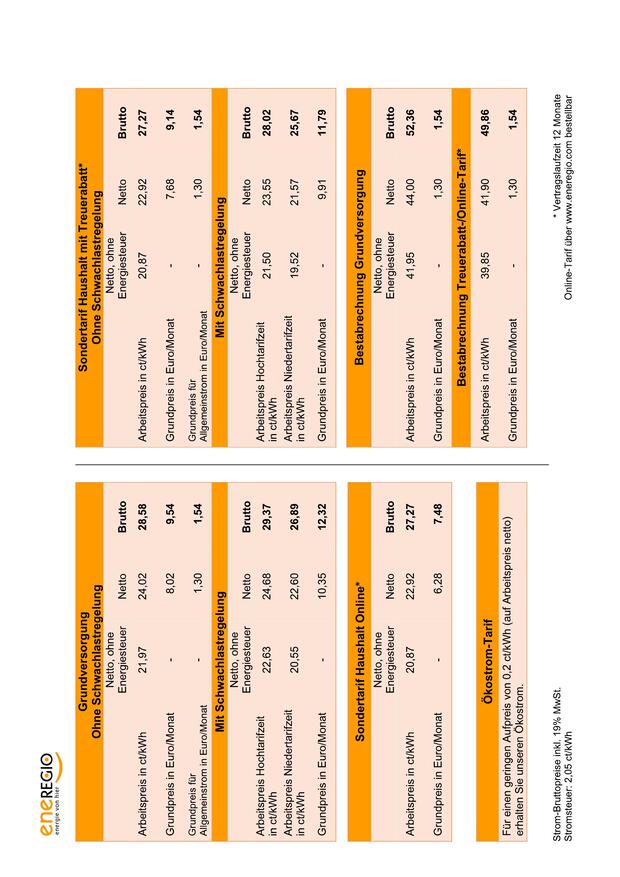 eneREGIO
energie von hier
Grundversorgung
Ohne Schwachlastregelung
Netto, ohne
Energiesteuer Netto Brutto
Arbeitspreis in ct/kWh 21,97 24,02 28,58
Grundpreis in Euro/Monat - 8,02 9,54
Grundpreis für
Allgemeinstrom in Euro/Monat - 1,30 1,54
Mit Schwachlastregelung
Netto, ohne
Energiesteuer Netto Brutto
Arbeitspreis Hochtarifzeit
in ct/kWh 22,63 24,68 29,37
Arbeitspreis Niedertarifzeit
in ct/kWh 20,55 22,60 26,89
Grundpreis in Euro/Monat - 10,35 12,32
Sondertarif Haushalt Online*
Netto, ohne
Energiesteuer Netto Brutto
Arbeitspreis in ct/kWh 20,87 22,92 27,27
Grundpreis in Euro/Monat - 6,28 7,48
Ökostrom-Tarif
Für einen geringen Aufpreis von 0,2 ct/kWh (auf Arbeitspreis netto)
erhalten Sie unseren Ökostrom.
Strom-Bruttopreise inkl. 19% MwSt.
Stromsteuer: 2,05 ct/kWh
Sondertarif Haushalt mit Treuerabatt*
Ohne Schwachlastregelung
Netto, ohne
Energiesteuer Netto Brutto
Arbeitspreis in ct/kWh 20,87 22,92 27,27
Grundpreis in Euro/Monat - 7,68 9,14
Grundpreis für
Allgemeinstrom in Euro/Monat - 1,30 1,54
Mit Schwachlastregelung
Netto, ohne
Energiesteuer Netto Brutto
Arbeitspreis Hochtarifzeit
in ct/kWh 21,50 23,55 28,02
Arbeitspreis Niedertarifzeit
in ct/kWh 19,52 21,57 25,67
Grundpreis in Euro/Monat - 9,91 11,79
Bestabrechnung Grundversorgung
Netto, ohne
Energiesteuer Netto Brutto
Arbeitspreis in ct/kWh 41,95 44,00 52,36
Grundpreis in Euro/Monat - 1,30 1,54
Bestabrechnung Treuerabatt-/Online-Tarif*
Arbeitspreis in ct/kWh 39,85 41,90 49,86
Grundpreis in Euro/Monat - 1,30 1,54
* Vertragslaufzeit 12 Monate
Online-Tarif über www.eneregio.com bestellbar